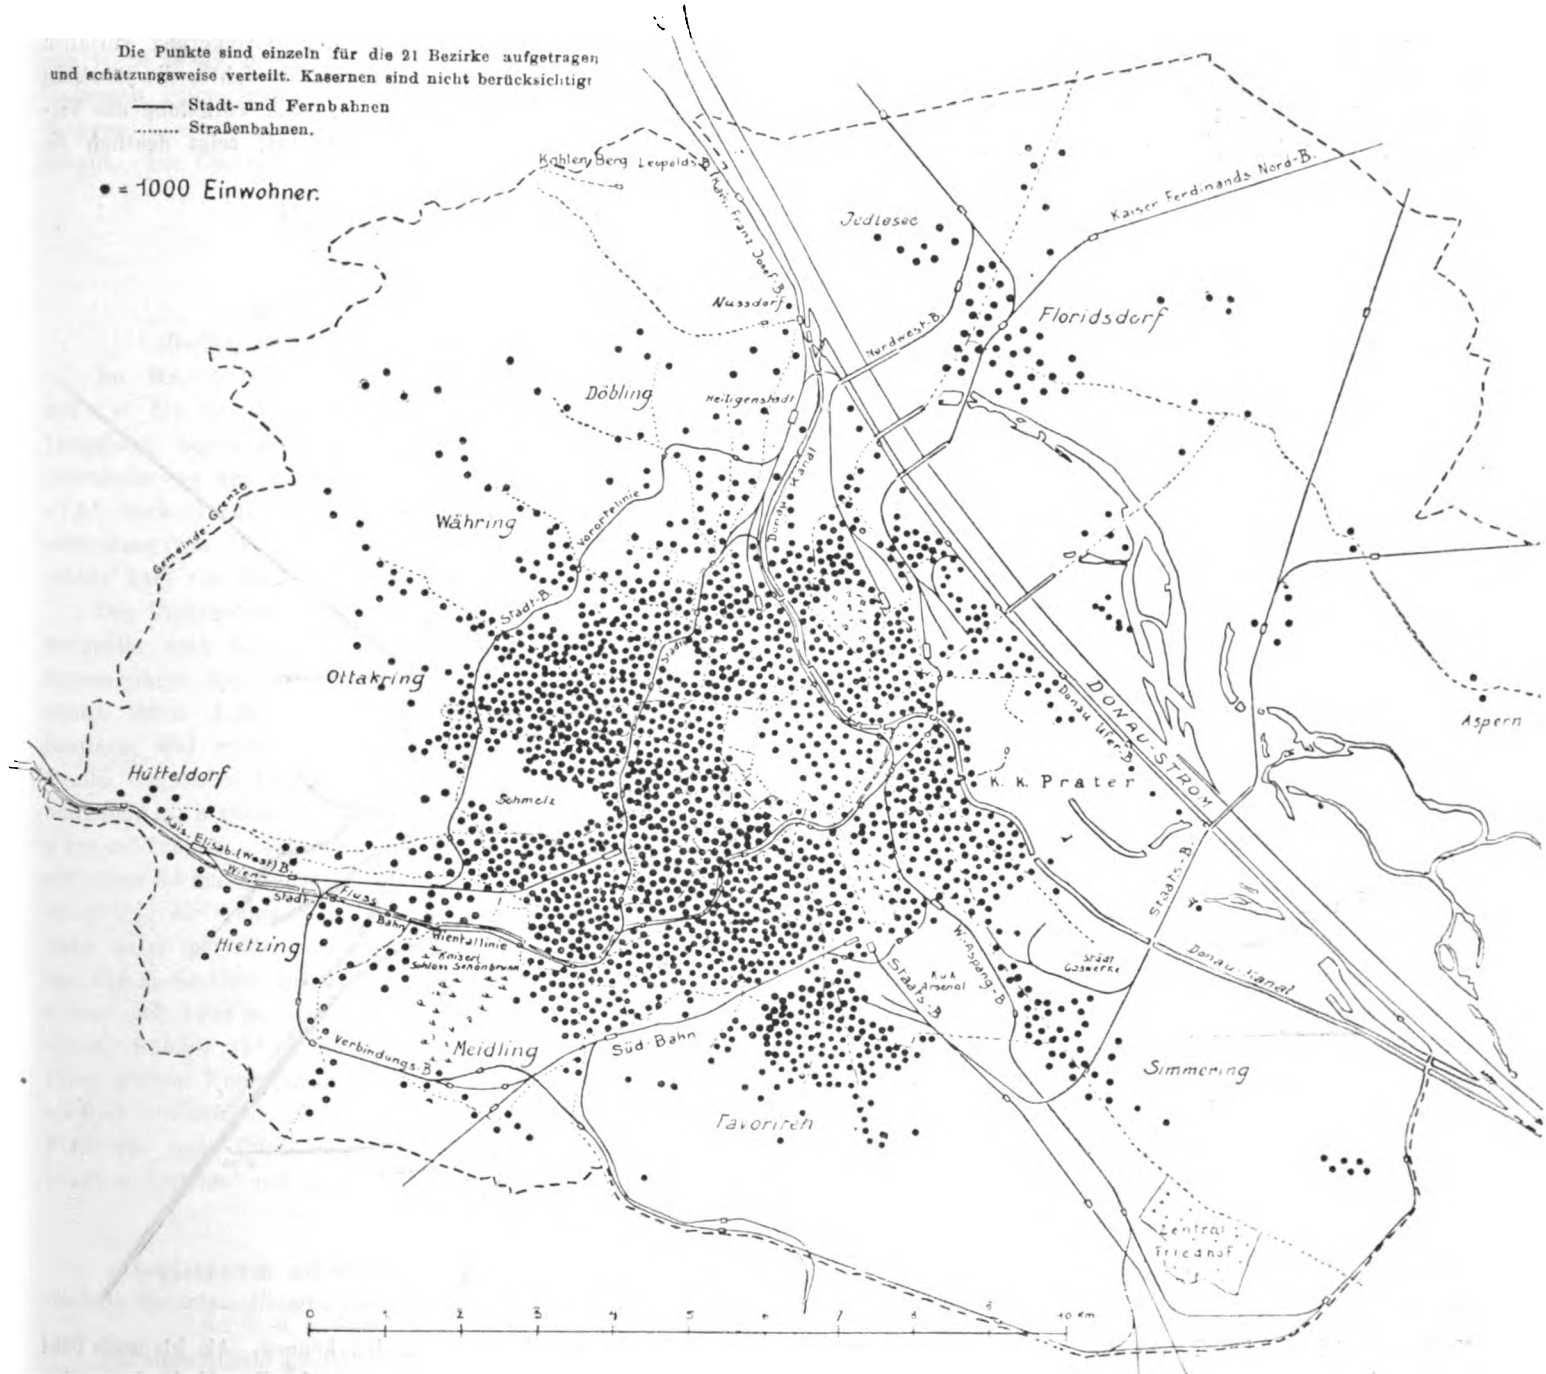 Die Punkte sind einzeln für die 21 Bezirke aufgetragen
und schätzungsweise verteilt. Kasernen sind nicht berücksichtigt
Stadt- und Fernbahnen
Straßenbahnen.
= 1000 Einwohner.
Kahlen Berg Leopolds B.
Kais. Franz Josef-B.
Jedlesee
Kaiser Ferdinands Nord-B.
Nussdorf
Nordwest-B.
Floridsdorf
Döbling
Heiligenstadt
Donau Kanal
Gemeinde-Grenze
Währing
Vorortelinie
Stadt-B.
Ottakring
Donau Ufer-B.
DONAU-STROM
Aspern
Hütteldorf
K. K. Prater
Schmelz
Kais. Elisab. (West) B.
Wien
Fluss
Stadt
Bahn
Wientallinie
Staats-B.
Hietzing
Kaiserl.
Schloss Schönbrunn
W. Aspang-B.
Städt
Gaswerke
Donau-Kanal
K.u.K
Arsenal
Staats-B
Verbindungs-B
Meidling
Süd-Bahn
Simmering
Favoriten
Zentral
Friedhof
0 1 2 3 4 5 6 7 8 9 10 Km